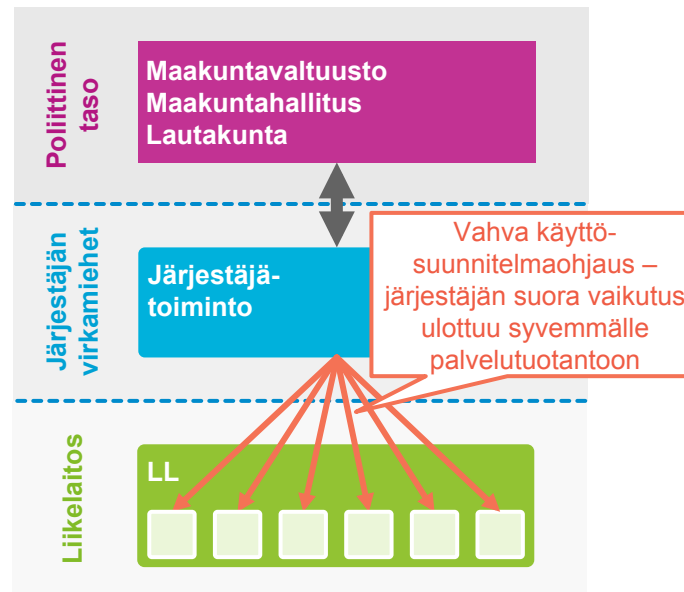 Poliittinen
taso
Maakuntavaltuusto
Maakuntahallitus
Lautakunta
Järjestäjän
virkamiehet
Järjestäjä-
toiminto
Vahva käyttö-
suunnitelmaohjaus –
järjestäjän suora vaikutus
ulottuu syvemmälle
palvelutuotantoon
Liikelaitos
LL